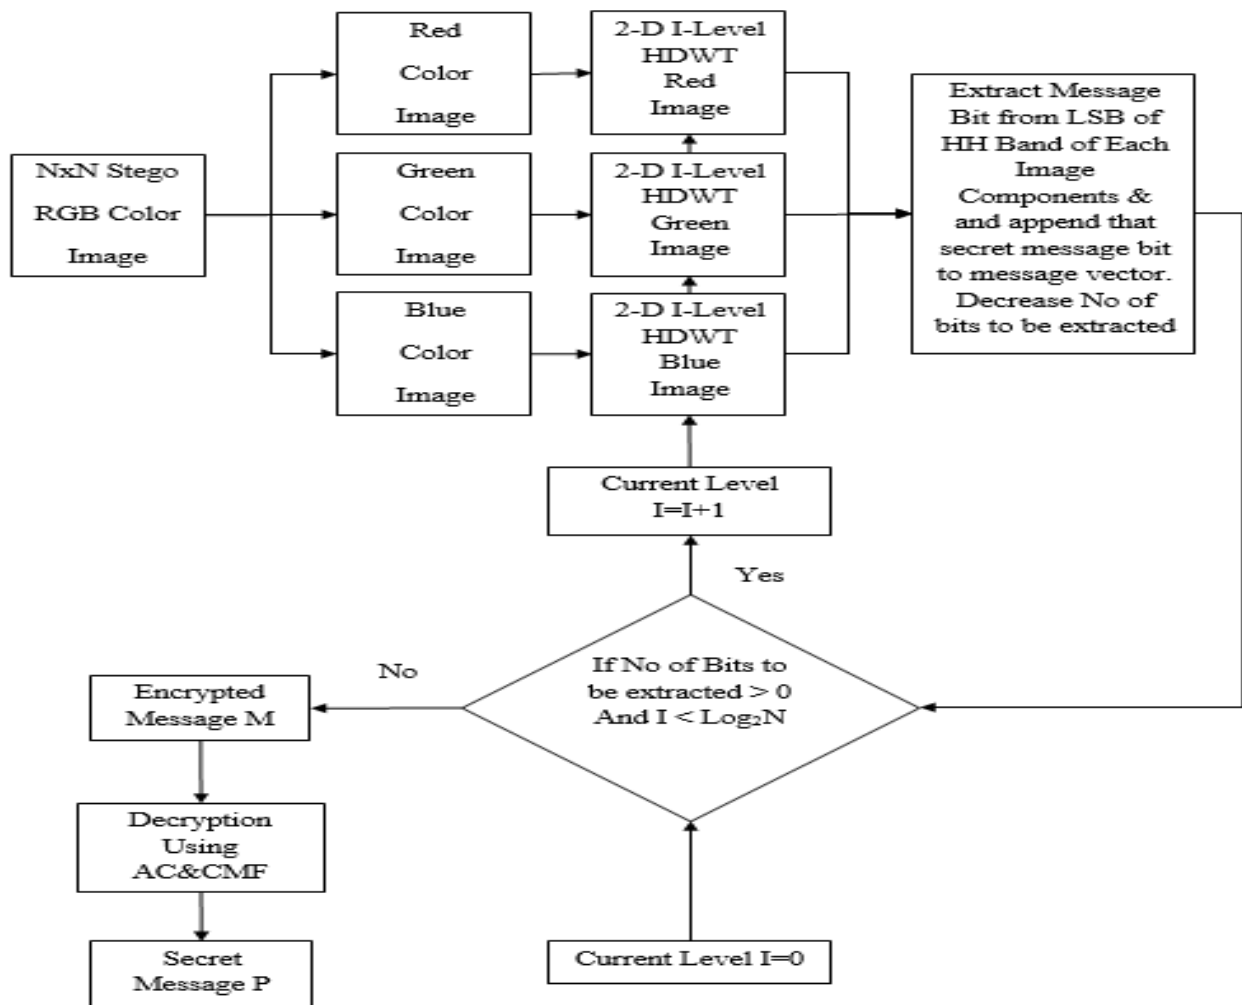 NxN Stego
RGB Color
Image
Red
Color
Image
Green
Color
Image
Blue
Color
Image
2-D I-Level
HDWT
Red
Image
2-D I-Level
HDWT
Green
Image
2-D I-Level
HDWT
Blue
Image
Extract Message
Bit from LSB of
HH Band of Each
Image
Components &
and append that
secret message bit
to message vector.
Decrease No of
bits to be extracted
Current Level
I=I+1
Yes
If No of Bits to
be extracted > 0
And I < Log₂N
No
Encrypted
Message M
Decryption
Using
AC&CMF
Secret
Message P
Current Level I=0